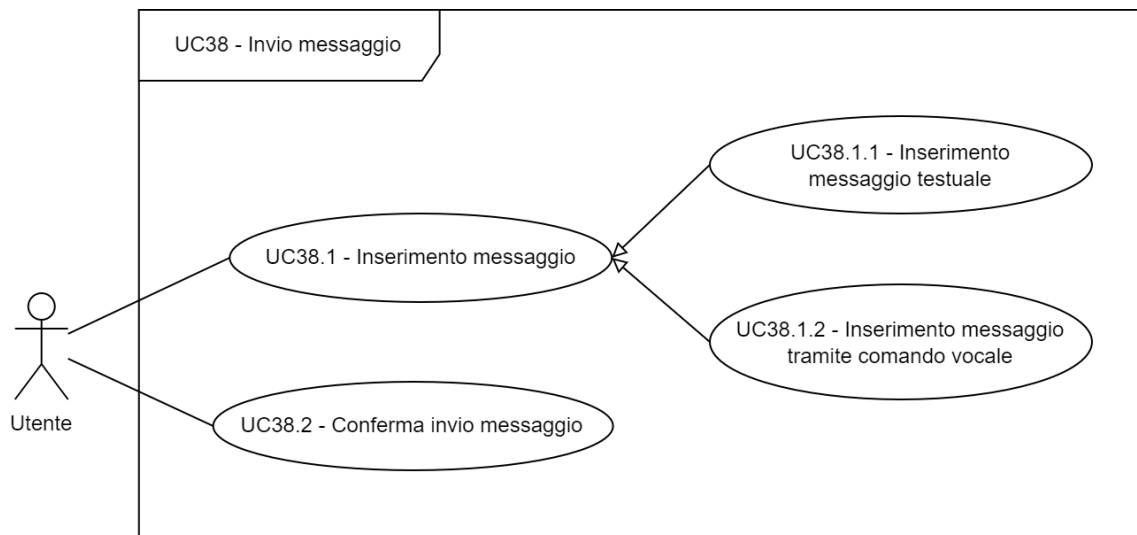 UC38 - Invio messaggio
UC38.1.1 - Inserimento
messaggio testuale
UC38.1 - Inserimento messaggio
UC38.1.2 - Inserimento messaggio
tramite comando vocale
UC38.2 - Conferma invio messaggio
Utente